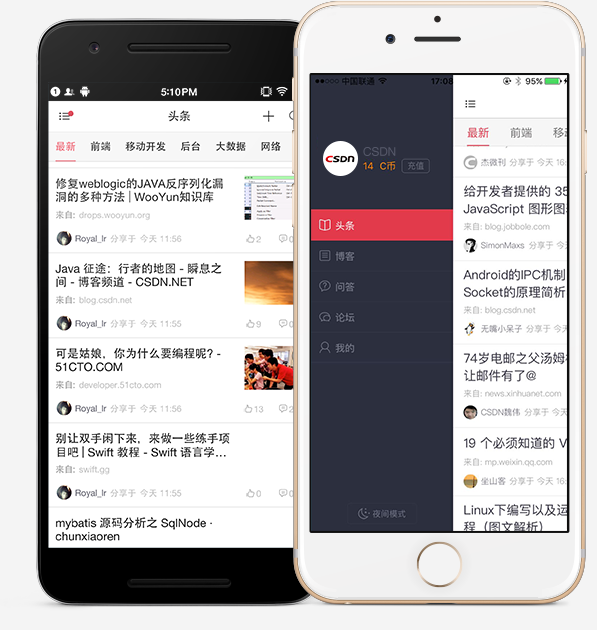 5:10PM
头条
最新 前端 移动开发 后台 大数据 网络
修复weblogic的JAVA反序列化漏
洞的多种方法 | WooYun知识库
来自: drops.wooyun.org
Royal_lr 分享于 今天 11:56
2
0
Java 征途：行者的地图 - 瞬息之
间 - 博客频道 - CSDN.NET
来自: blog.csdn.net
Royal_lr 分享于 今天 11:55
9
可是姑娘，你为什么要编程呢? -
51CTO.COM
来自: developer.51cto.com
Royal_lr 分享于 今天 11:56
13
2
别让双手闲下来，来做一些练手项
目吧 | Swift 教程 - Swift 语言学...
来自: swift.gg
Royal_lr 分享于 今天 11:55
0
0
mybatis 源码分析之 SqlNode ·
chunxiaoren
中国联通
17:08
95%
CSDN
CSDN
14 C币
充值
头条
博客
问答
论坛
我的
夜间模式
最新 前端
杰微刊 分享于 今天 16:
给开发者提供的 35
JavaScript 图形图
来自: blog.jobbole.com
SimonMaxs 分享于
Android的IPC机制
Socket的原理简析
来自: blog.csdn.net
无嘴小呆子 分享于 今
74岁电邮之父汤姆
让邮件有了@
来自: news.xinhuanet.com
CSDN魏伟 分享于 今天
19 个必须知道的 V
来自: mp.weixin.qq.com
坐山客 分享于 今天 16:
Linux下编写以及运
程（图文解析）